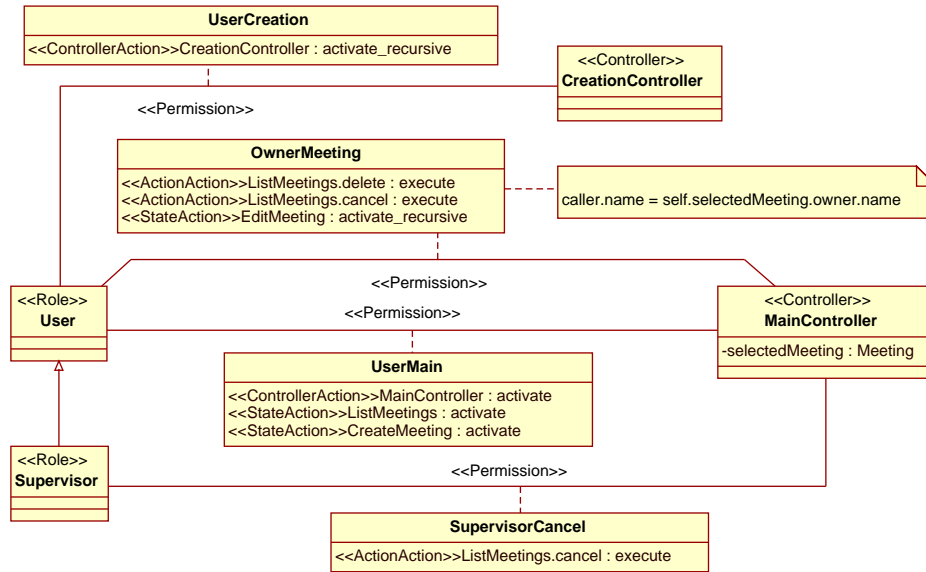 UserCreation
<<ControllerAction>>CreationController : activate_recursive
<<Controller>>
CreationController
<<Permission>>
OwnerMeeting
<<ActionAction>>ListMeetings.delete : execute
<<ActionAction>>ListMeetings.cancel : execute
<<StateAction>>EditMeeting : activate_recursive
caller.name = self.selectedMeeting.owner.name
<<Permission>>
<<Role>>
User
<<Permission>>
<<Controller>>
MainController
-selectedMeeting : Meeting
UserMain
<<ControllerAction>>MainController : activate
<<StateAction>>ListMeetings : activate
<<StateAction>>CreateMeeting : activate
<<Role>>
Supervisor
<<Permission>>
SupervisorCancel
<<ActionAction>>ListMeetings.cancel : execute